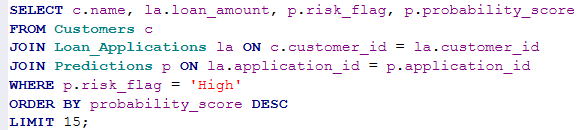 SELECT c.name, la.loan_amount, p.risk_flag, p.probability_score
FROM Customers c
JOIN Loan_Applications la ON c.customer_id = la.customer_id
JOIN Predictions p ON la.application_id = p.application_id
WHERE p.risk_flag = 'High'
ORDER BY probability_score DESC
LIMIT 15;